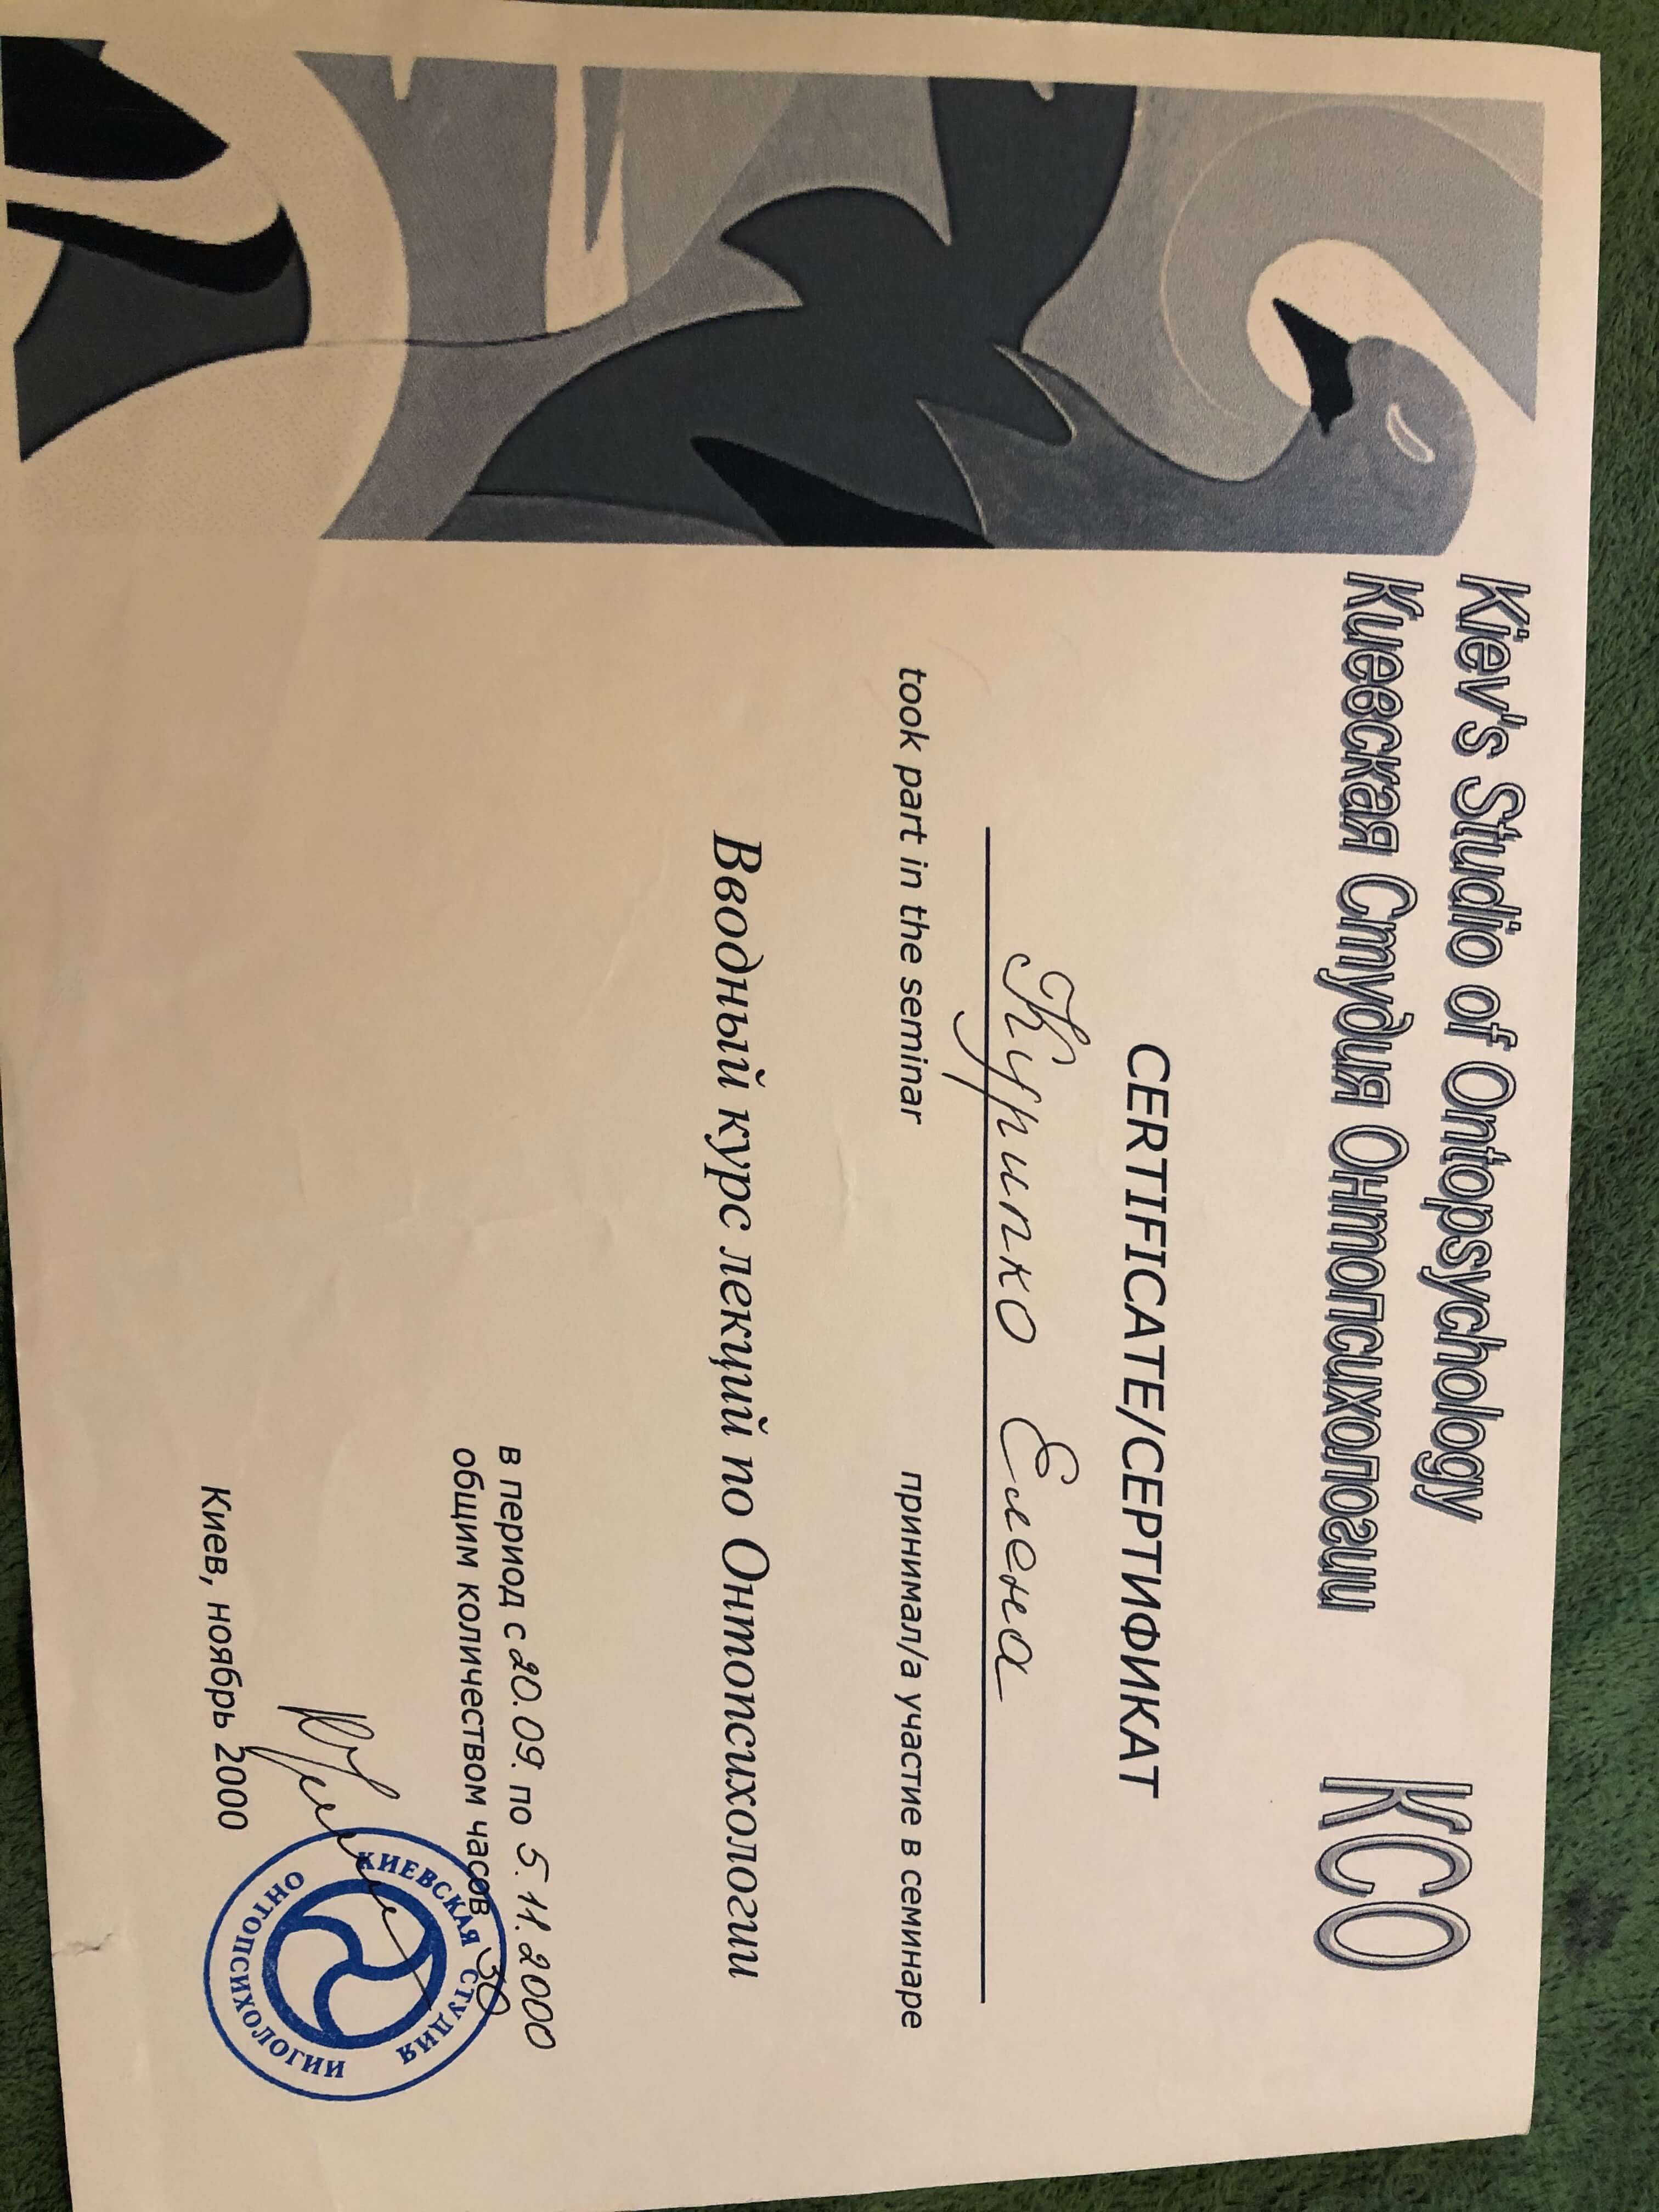 Kiev's Studio of Ontopsychology
Киевская Студия Онтопсихологии
КСО
CERTIFICATE/СЕРТИФИКАТ
Курипко Елена
took part in the seminar принимал/а участие в семинаре
Вводный курс лекций по Онтопсихологии
в период с 20.09. по 5.11.2000
общим количеством часов 30
Киев, ноябрь 2000
КИЕВСКАЯ СТУДИЯ
ОНТОПСИХОЛОГИИ